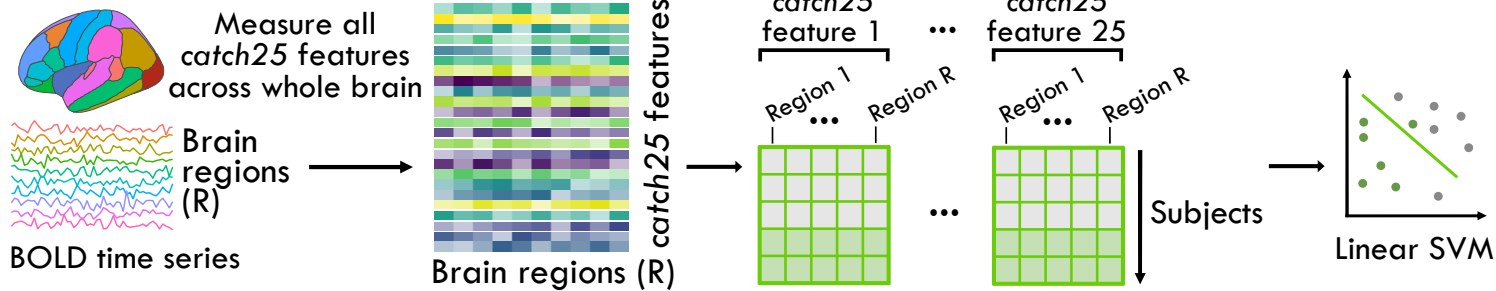 Measure all
catch25 features
across whole brain
Brain
regions
(R)
BOLD time series
catch25 features
Brain regions (R)
catch25
feature 1
...
catch25
feature 25
Region 1
...
Region R
Region 1
...
Region R
...
Subjects
Linear SVM